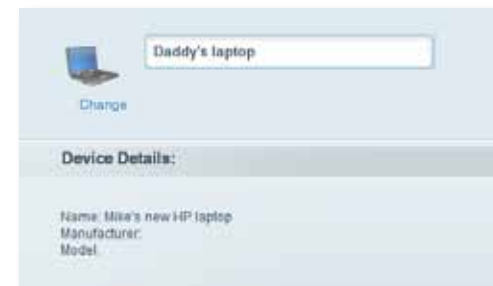 Daddy's laptop
Change
Device Details:
Name: Mike's new HP laptop
Manufacturer:
Model: